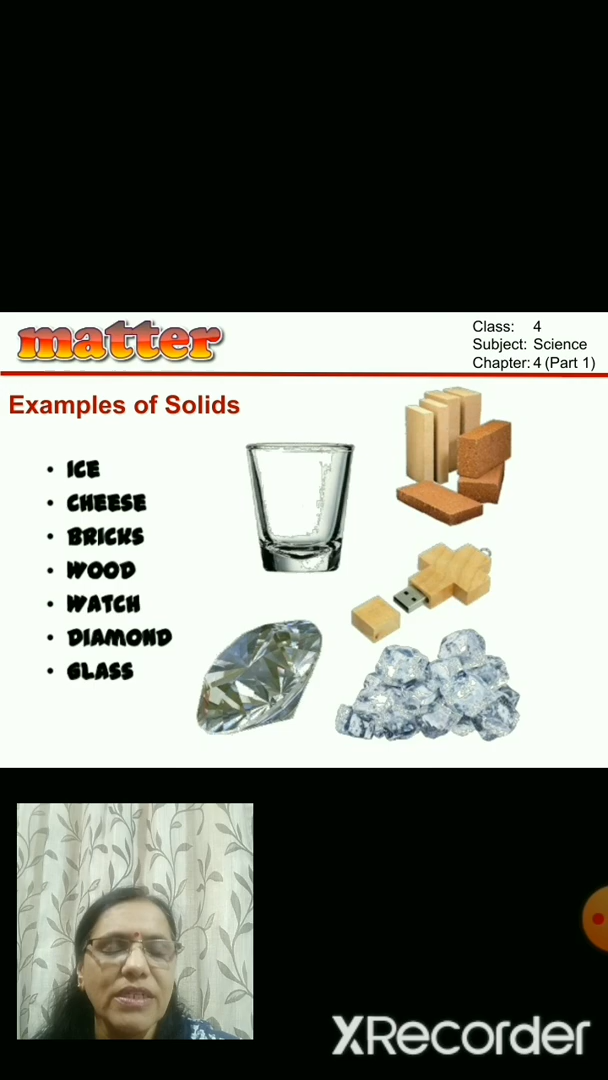 matter
Class: 4
Subject: Science
Chapter: 4 (Part 1)
Examples of Solids
• ICE
• CHEESE
• BRICKS
• WOOD
• WATCH
• DIAMOND
• GLASS
XRecorder